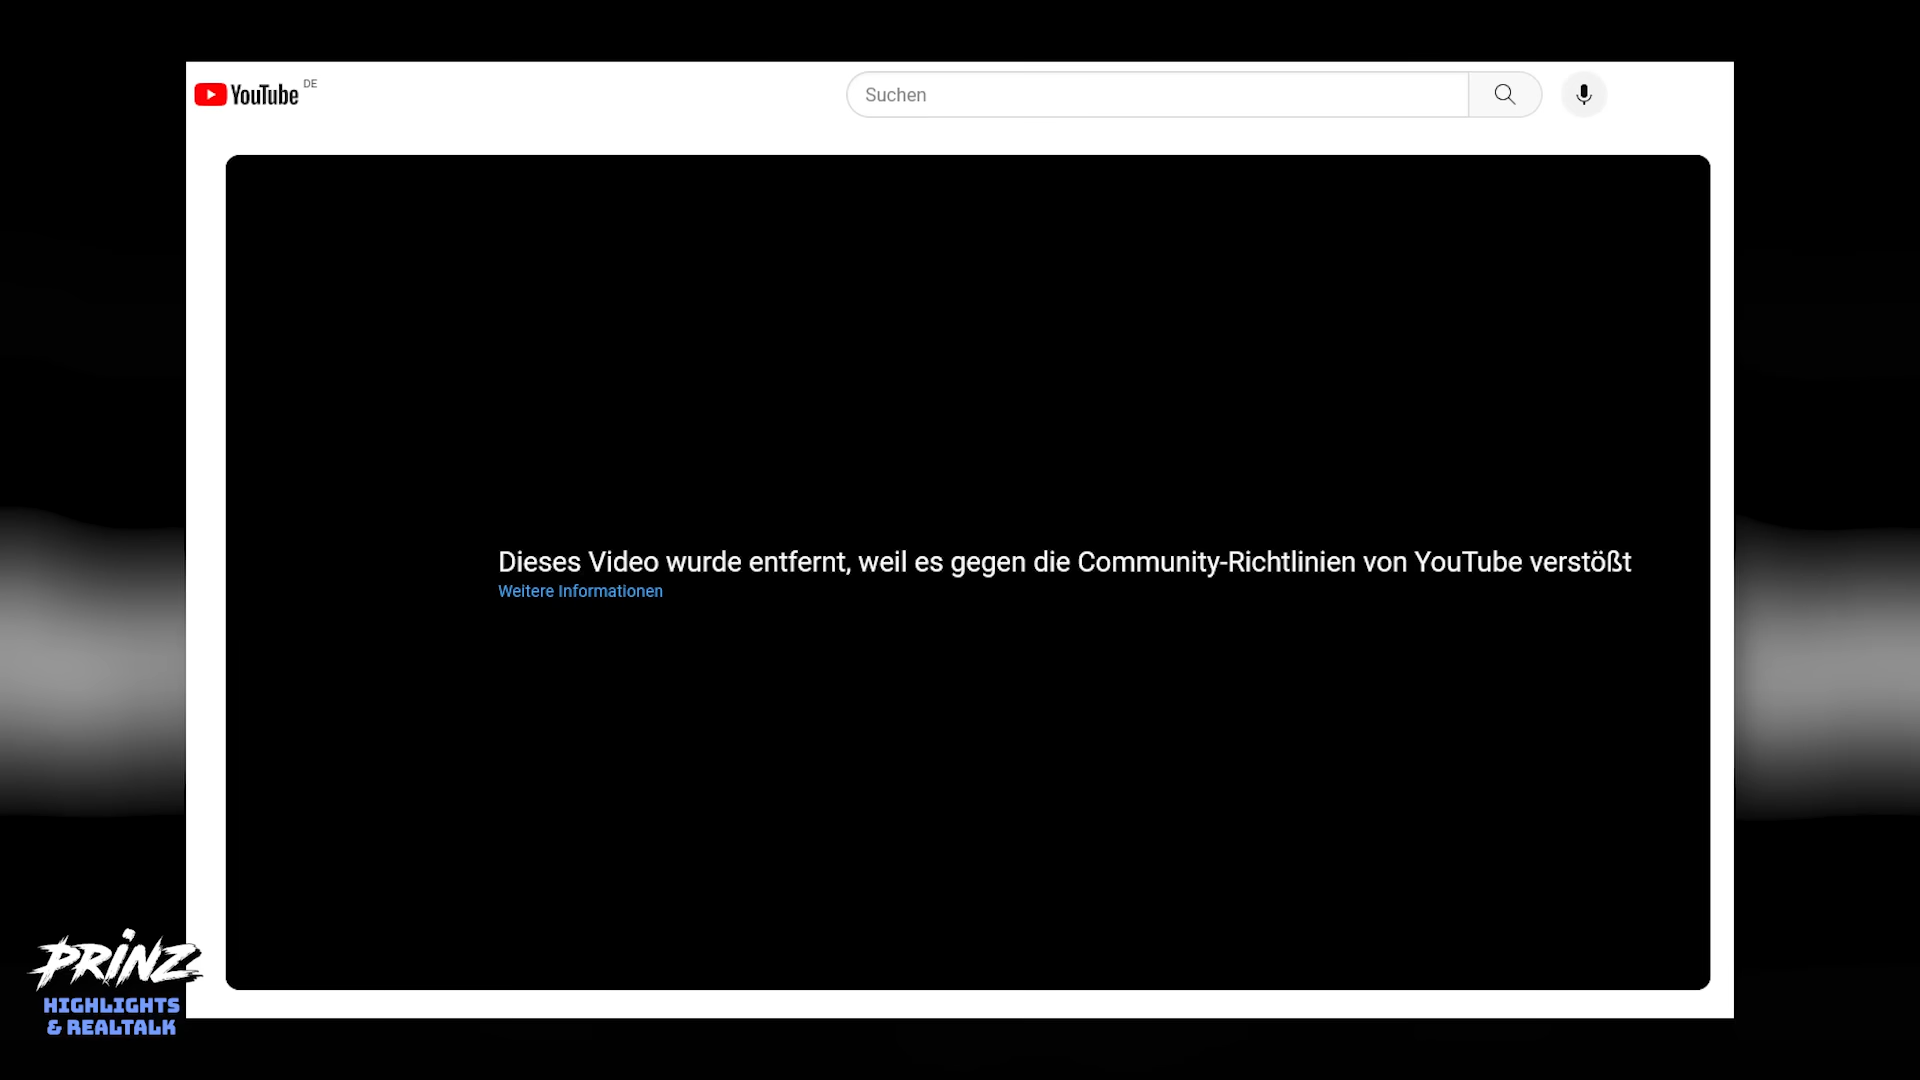 YouTube DE
Suchen
Dieses Video wurde entfernt, weil es gegen die Community-Richtlinien von YouTube verstößt
Weitere Informationen
PRINZ
HIGHLIGHTS
& REALTALK